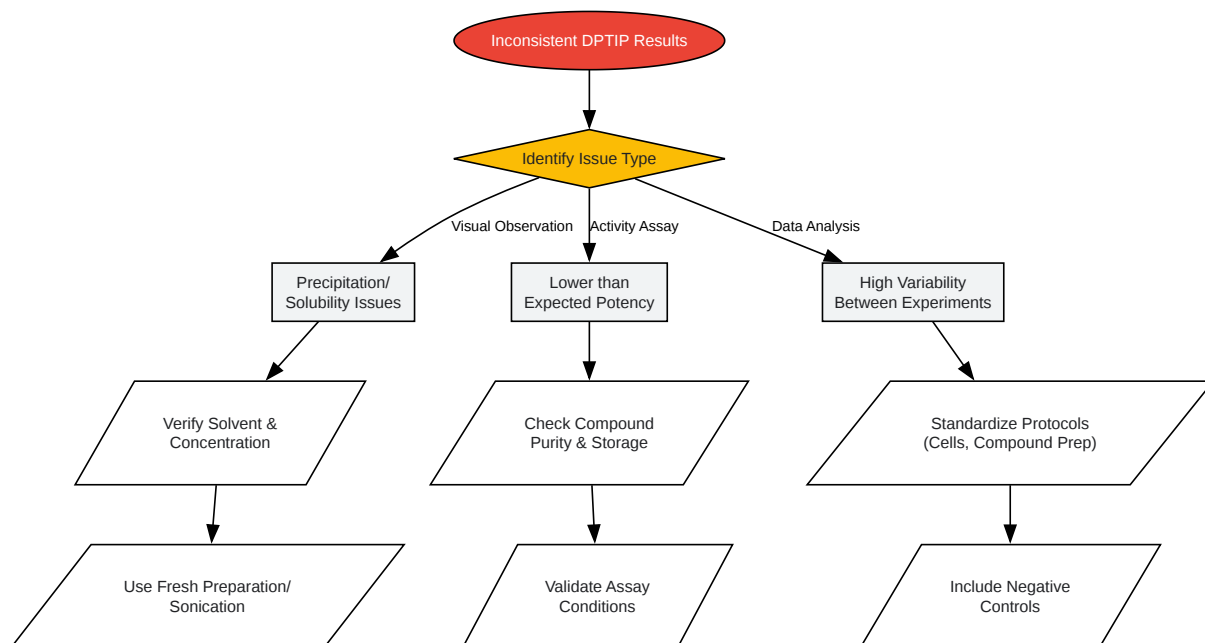 Inconsistent DPTIP Results
Identify Issue Type
Visual Observation
Activity Assay
Data Analysis
Precipitation/
Solubility Issues
Lower than
Expected Potency
High Variability
Between Experiments
Verify Solvent &
Concentration
Check Compound
Purity & Storage
Standardize Protocols
(Cells, Compound Prep)
Use Fresh Preparation/
Sonication
Validate Assay
Conditions
Include Negative
Controls